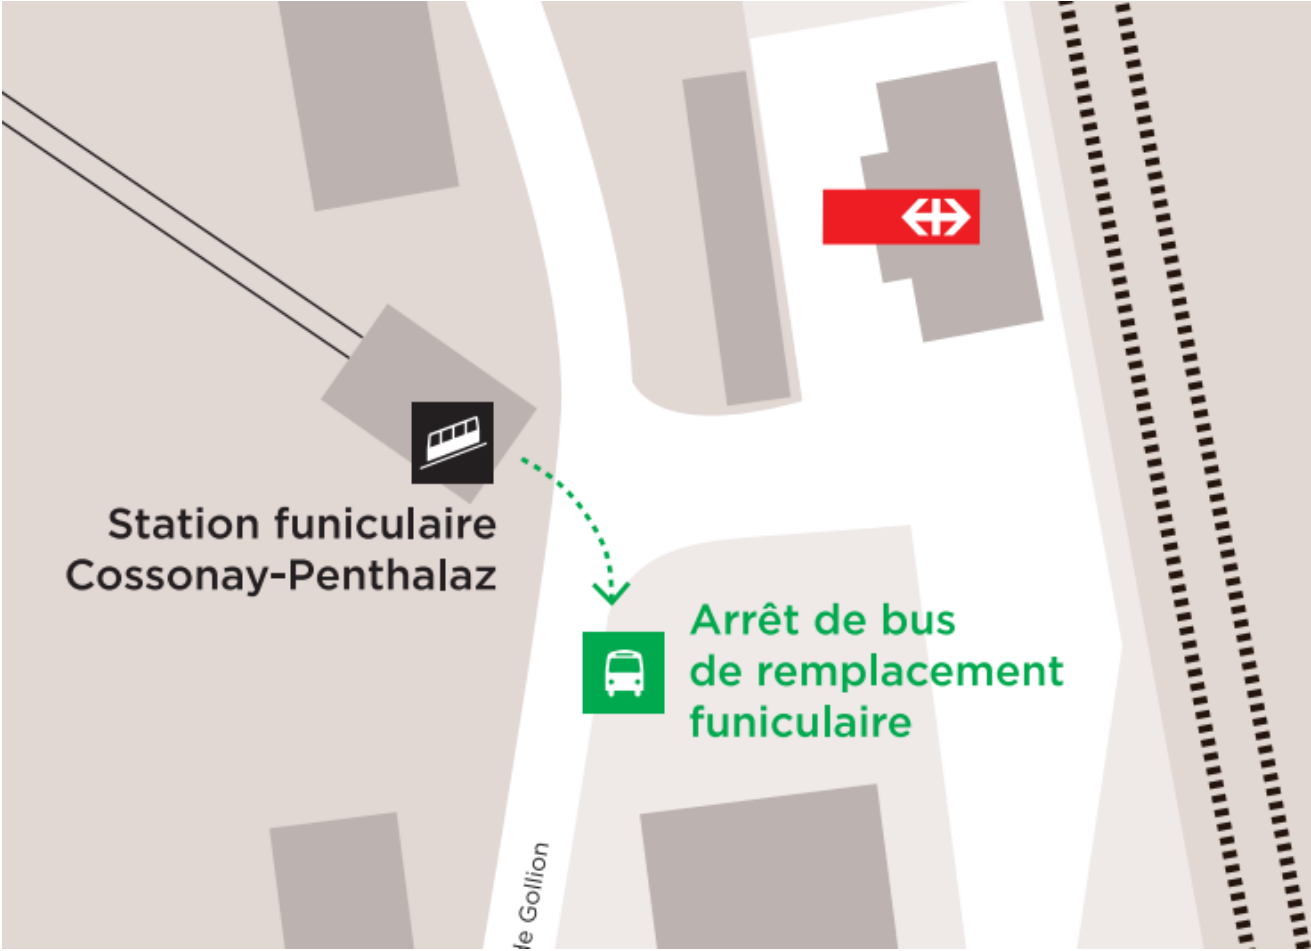 Station funiculaire
Cossonay-Penthalaz
Arrêt de bus
de remplacement
funiculaire
de Gollion